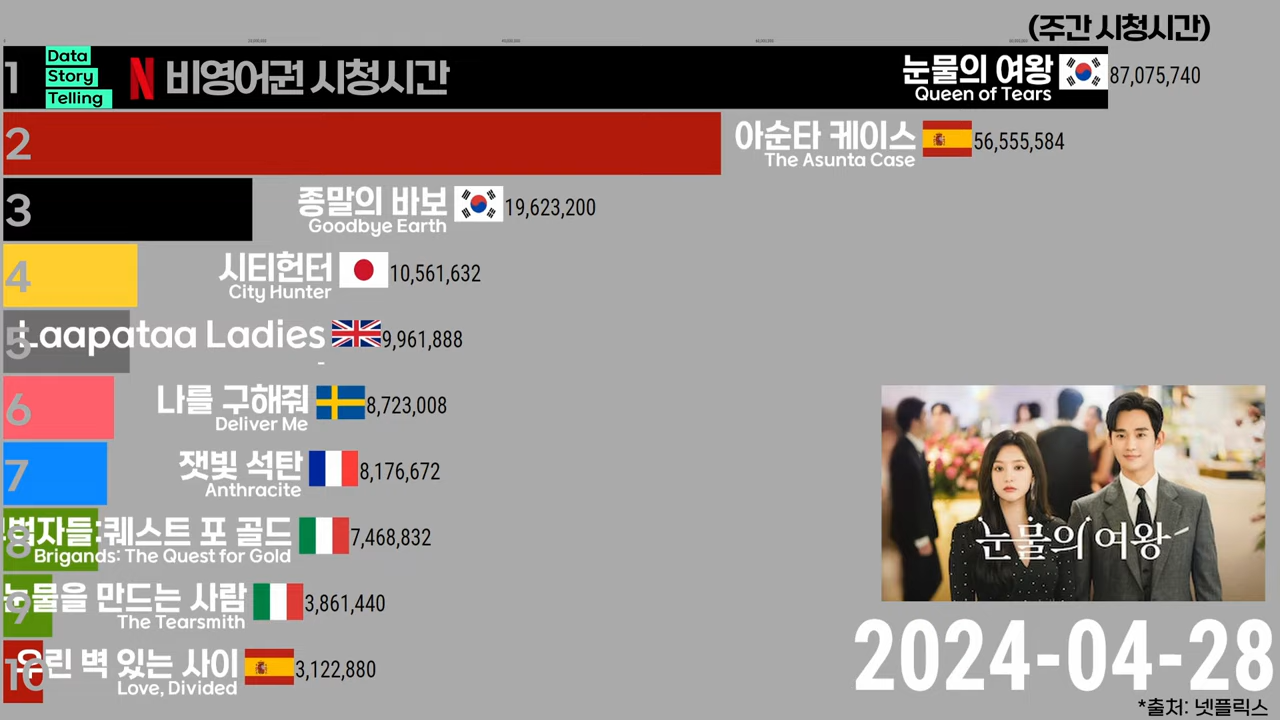 (주간 시청시간)
1
Data
Story
Telling
N 비영어권 시청시간
눈물의 여왕
Queen of Tears
87,075,740
2
아순타 케이스
The Asunta Case
56,555,584
3
종말의 바보
Goodbye Earth
19,623,200
4
시티헌터
City Hunter
10,561,632
5
Laapataa Ladies
-
9,961,888
6
나를 구해줘
Deliver Me
8,723,008
7
잿빛 석탄
Anthracite
8,176,672
8
자들:퀘스트 포 골드
Brigands: The Quest for Gold
7,468,832
9
눈물을 만드는 사람
The Tearsmith
3,861,440
10
우린 벽 있는 사이
Love, Divided
3,122,880
눈물의 여왕
2024-04-28
*출처: 넷플릭스